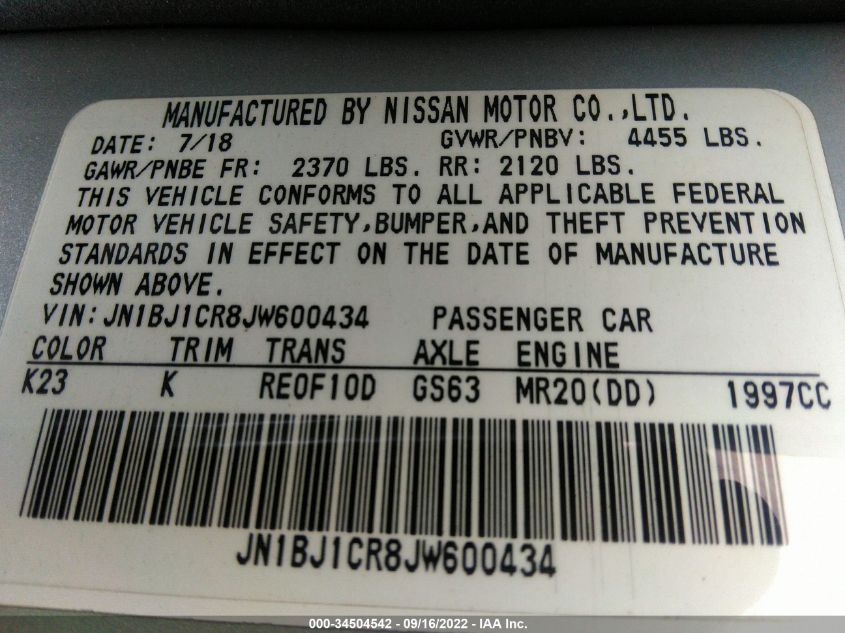 MANUFACTURED BY NISSAN MOTOR CO.,LTD.
DATE: 7/18 GVWR/PNBV: 4455 LBS.
GAWR/PNBE FR: 2370 LBS. RR: 2120 LBS.
THIS VEHICLE CONFORMS TO ALL APPLICABLE FEDERAL
MOTOR VEHICLE SAFETY,BUMPER,AND THEFT PREVENTION
STANDARDS IN EFFECT ON THE DATE OF MANUFACTURE
SHOWN ABOVE.
VIN:JN1BJ1CR8JW600434 PASSENGER CAR
COLOR TRIM TRANS AXLE ENGINE
K23 K RE0F10D GS63 MR20(DD) 1997CC
JN1BJ1CR8JW600434
000-34504542 - 09/16/2022 - IAA Inc.